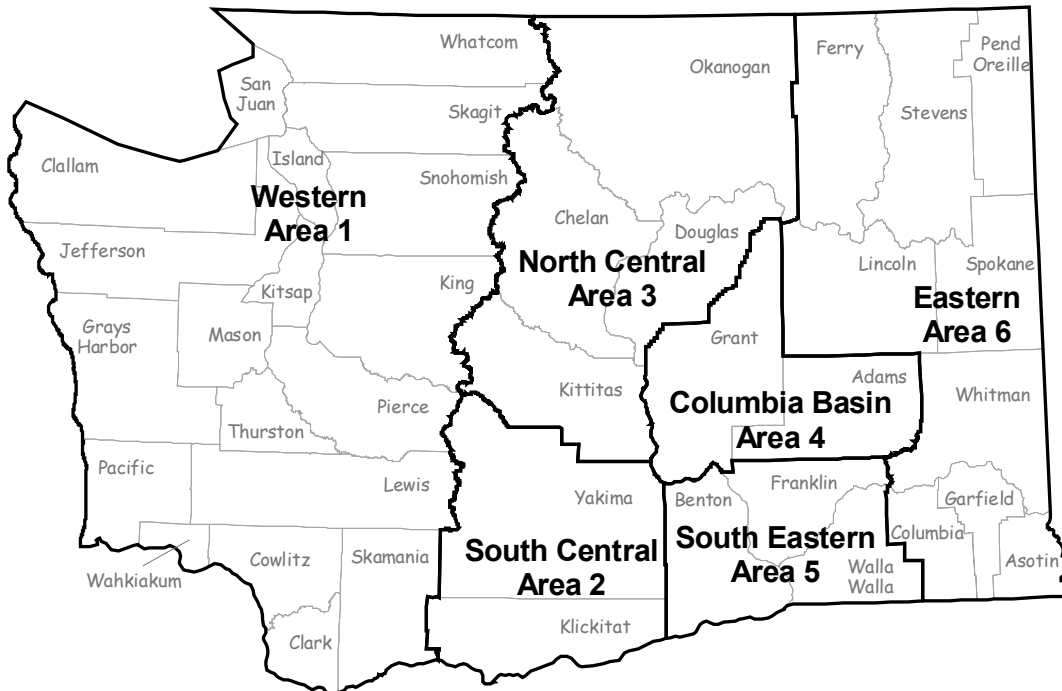 Whatcom
Okanogan
Ferry
Pend
Oreille
San
Juan
Skagit
Stevens
Clallam
Island
Snohomish
Western
Area 1
Chelan
Douglas
Jefferson
North Central
Area 3
Lincoln
Spokane
Kitsap
King
Eastern
Area 6
Grays
Harbor
Mason
Grant
Kittitas
Adams
Whitman
Pierce
Columbia Basin
Area 4
Thurston
Pacific
Lewis
Yakima
Benton
Franklin
Garfield
Columbia
Wahkiakum
Cowlitz
Skamania
South Central
Area 2
South Eastern
Area 5
Walla
Walla
Asotin
Clark
Klickitat